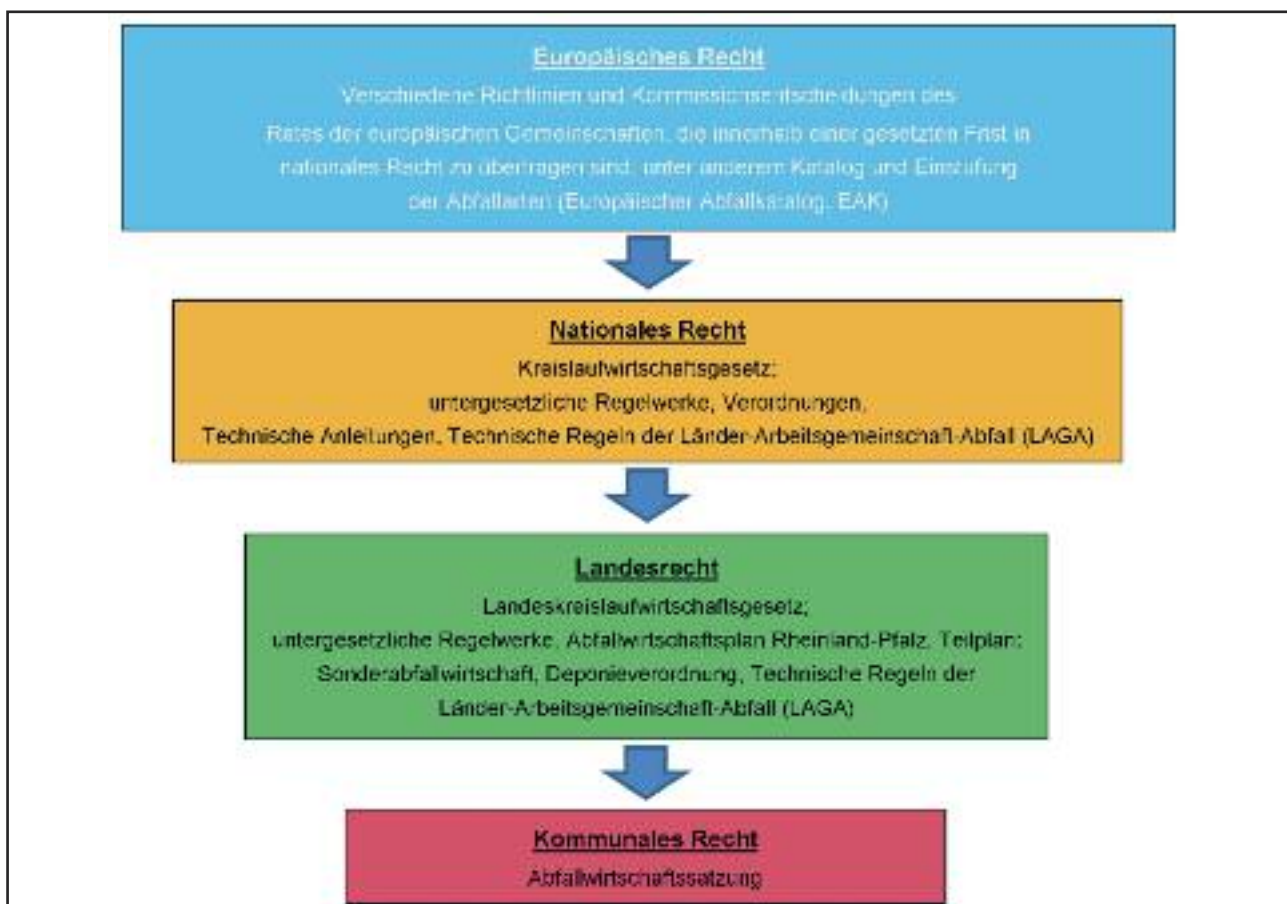 Europäisches Recht
Verschiedene Richtlinien und Kommissionsentscheidungen des
Rates der europäischen Gemeinschaften, die innerhalb einer gesetzten Frist in
nationales Recht zu übertragen sind, unter anderem Katalog und Einstufung
der Abfallarten (Europäischer Abfallkatalog, EAK)
Nationales Recht
Kreislaufwirtschaftsgesetz;
untergesetzliche Regelwerke, Verordnungen,
Technische Anleitungen, Technische Regeln der Länder-Arbeitsgemeinschaft-Abfall (LAGA)
Landesrecht
Landeskreislaufwirtschaftsgesetz;
untergesetzliche Regelwerke, Abfallwirtschaftsplan Rheinland-Pfalz, Teilplan:
Sonderabfallwirtschaft, Deponieverordnung, Technische Regeln der
Länder-Arbeitsgemeinschaft-Abfall (LAGA)
Kommunales Recht
Abfallwirtschaftssatzung